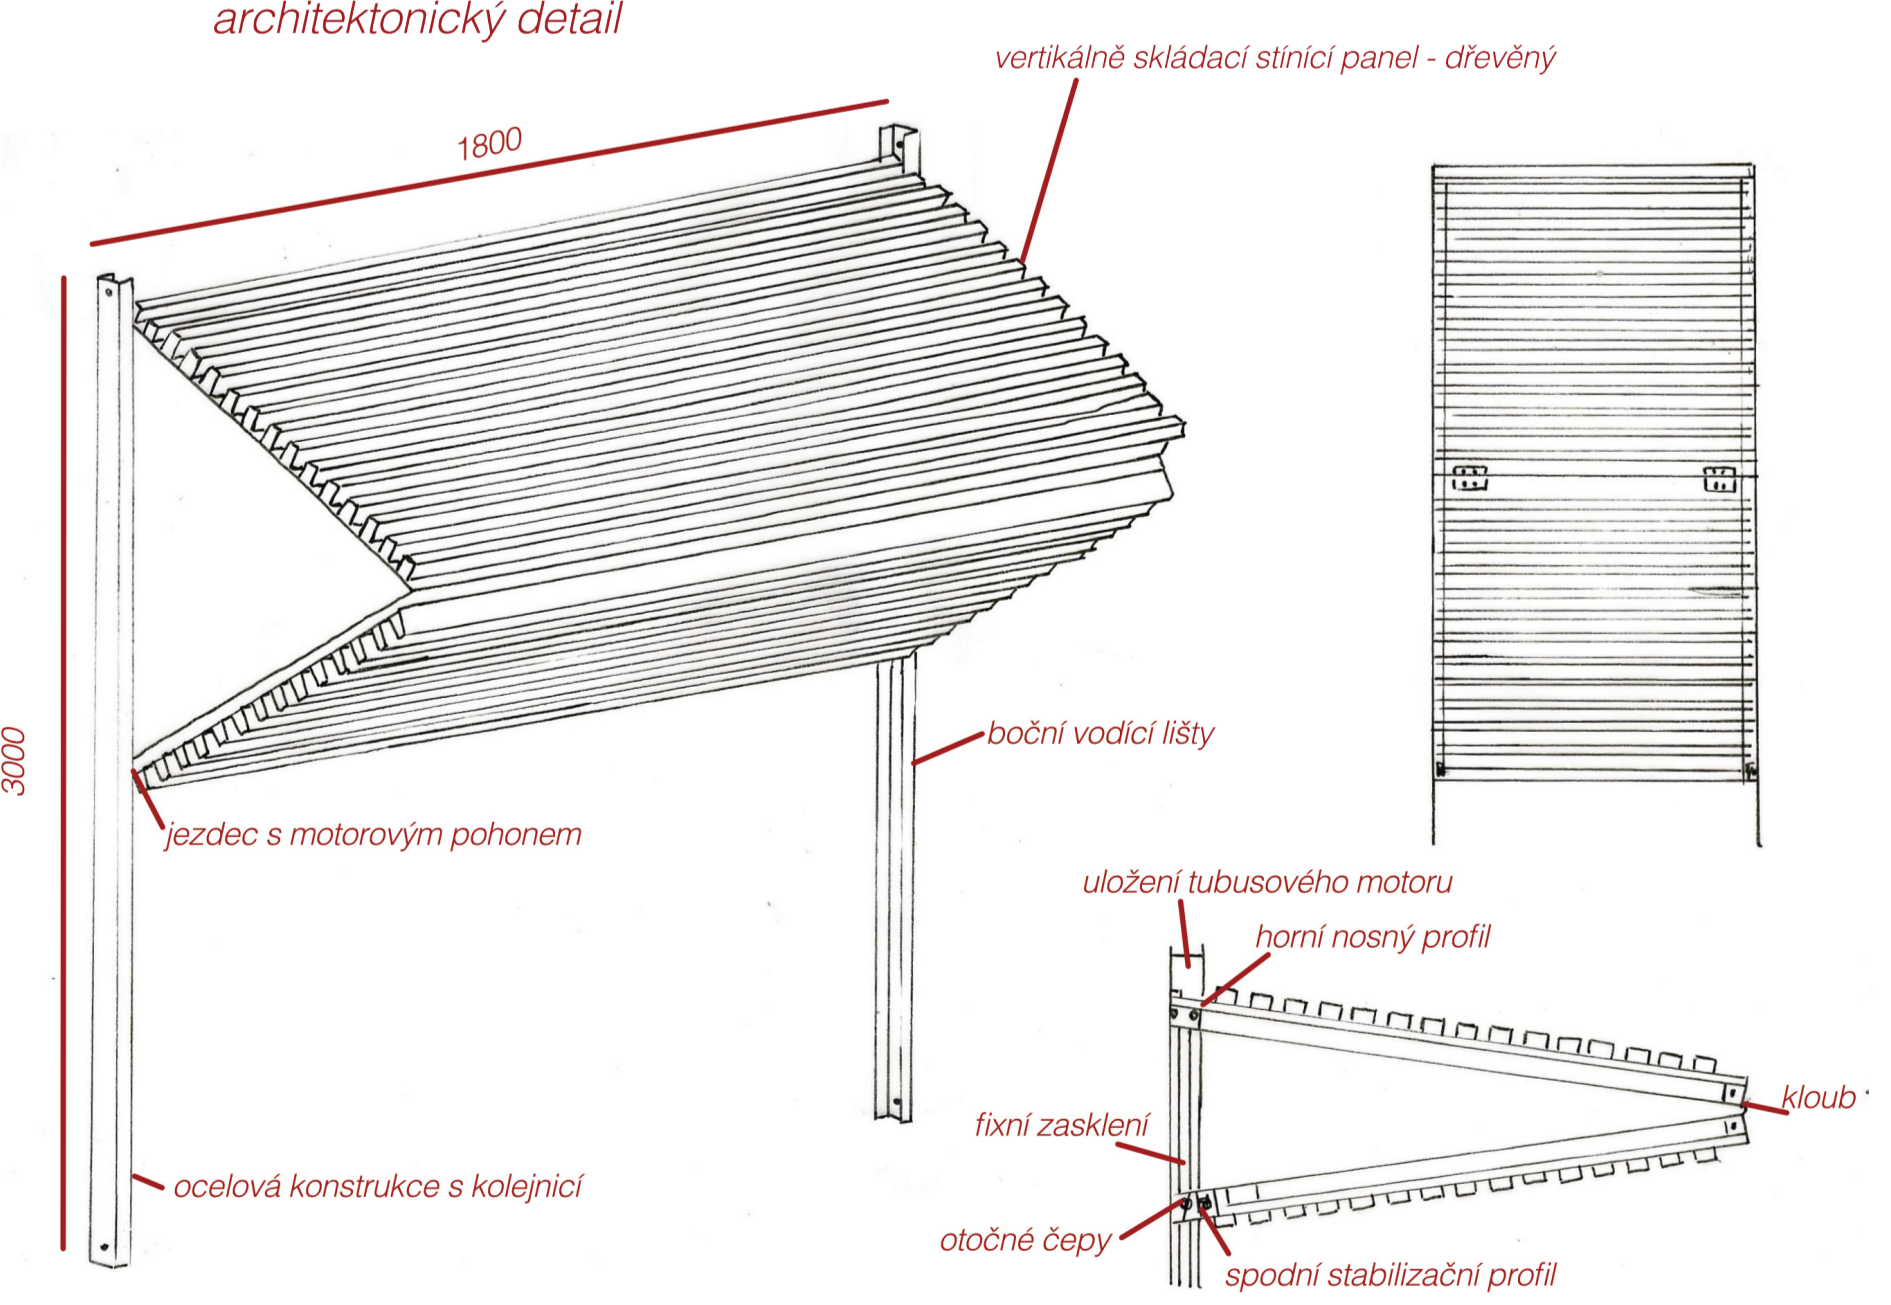 architektonický detail
vertikálně skládací stínící panel - dřevěný
1800
3000
boční vodící lišty
jezdec s motorovým pohonem
uložení tubusového motoru
horní nosný profil
kloub
fixní zasklení
ocelová konstrukce s kolejnicí
otočné čepy
spodní stabilizační profil